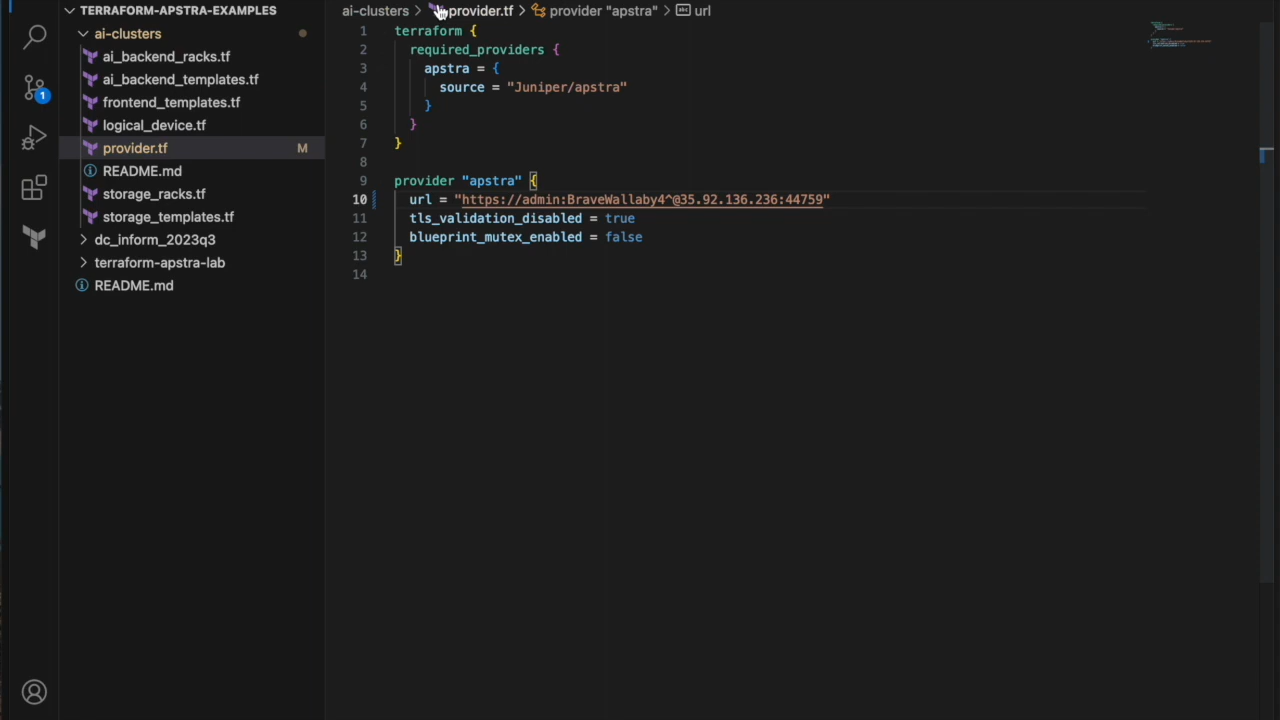 TERRAFORM-APSTRA-EXAMPLES
ai-clusters
ai_backend_racks.tf
ai_backend_templates.tf
frontend_templates.tf
logical_device.tf
provider.tf M
README.md
storage_racks.tf
storage_templates.tf
dc_inform_2023q3
terraform-apstra-lab
README.md
1
ai-clusters > provider.tf > provider "apstra" > url
1 terraform {
2 required_providers {
3 apstra = {
4 source = "Juniper/apstra"
5 }
6 }
7 }
8
9 provider "apstra" {
10 url = "https://admin:BraveWallaby4^@35.92.136.236:44759"
11 tls_validation_disabled = true
12 blueprint_mutex_enabled = false
13 }
14